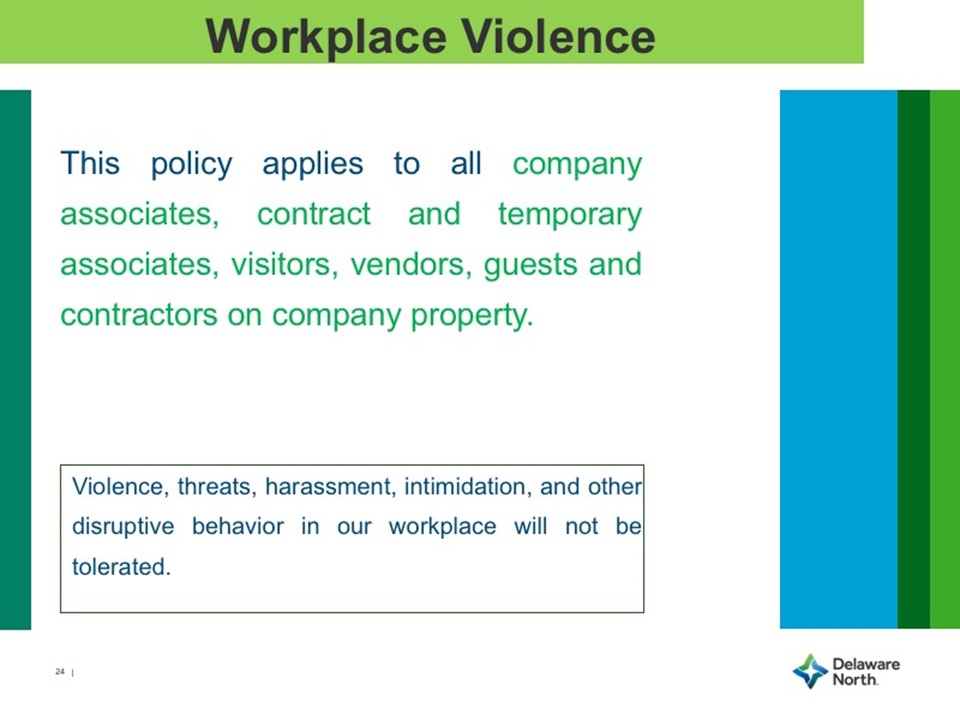 Workplace Violence
This policy applies to all company
associates, contract and temporary
associates, visitors, vendors, guests and
contractors on company property.
Violence, threats, harassment, intimidation, and other
disruptive behavior in our workplace will not be
tolerated.
24 |
Delaware
North.